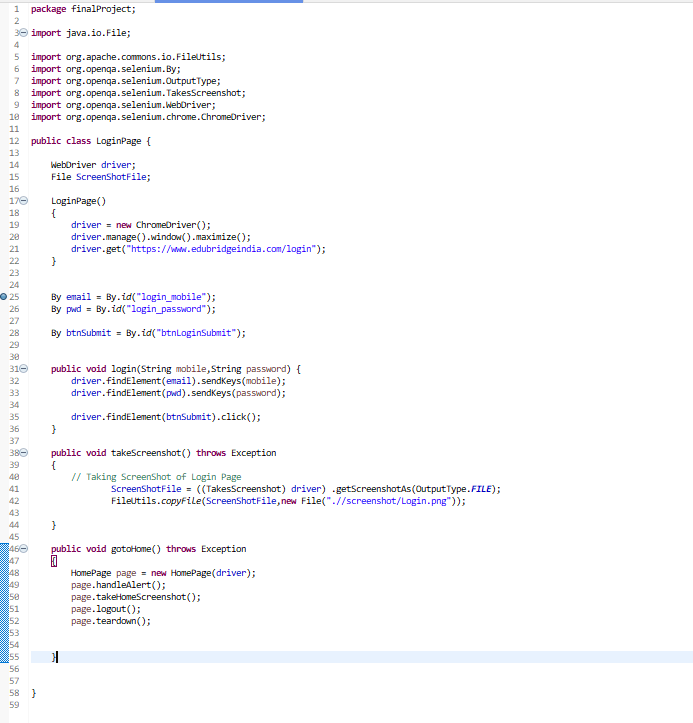 1 package finalProject;
2
3 import java.io.File;
4
5 import org.apache.commons.io.FileUtils;
6 import org.openqa.selenium.By;
7 import org.openqa.selenium.OutputType;
8 import org.openqa.selenium.TakesScreenshot;
9 import org.openqa.selenium.WebDriver;
10 import org.openqa.selenium.chrome.ChromeDriver;
11
12 public class LoginPage {
13
14     WebDriver driver;
15     File ScreenShotFile;
16
17     LoginPage()
18     {
19         driver = new ChromeDriver();
20         driver.manage().window().maximize();
21         driver.get("https://www.edubridgeindia.com/login");
22     }
23
24
25     By email = By.id("login_mobile");
26     By pwd = By.id("login_password");
27
28     By btnSubmit = By.id("btnLoginSubmit");
29
30
31     public void login(String mobile,String password) {
32         driver.findElement(email).sendKeys(mobile);
33         driver.findElement(pwd).sendKeys(password);
34
35         driver.findElement(btnSubmit).click();
36     }
37
38     public void takeScreenshot() throws Exception
39     {
40         // Taking ScreenShot of Login Page
41                 ScreenShotFile = ((TakesScreenshot) driver) .getScreenshotAs(OutputType.FILE);
42                 FileUtils.copyFile(ScreenShotFile,new File(".//screenshot/Login.png"));
43
44     }
45
46     public void gotoHome() throws Exception
47     {
48         HomePage page = new HomePage(driver);
49         page.handleAlert();
50         page.takeHomeScreenshot();
51         page.logout();
52         page.teardown();
53
54
55     }
56
57
58 }
59